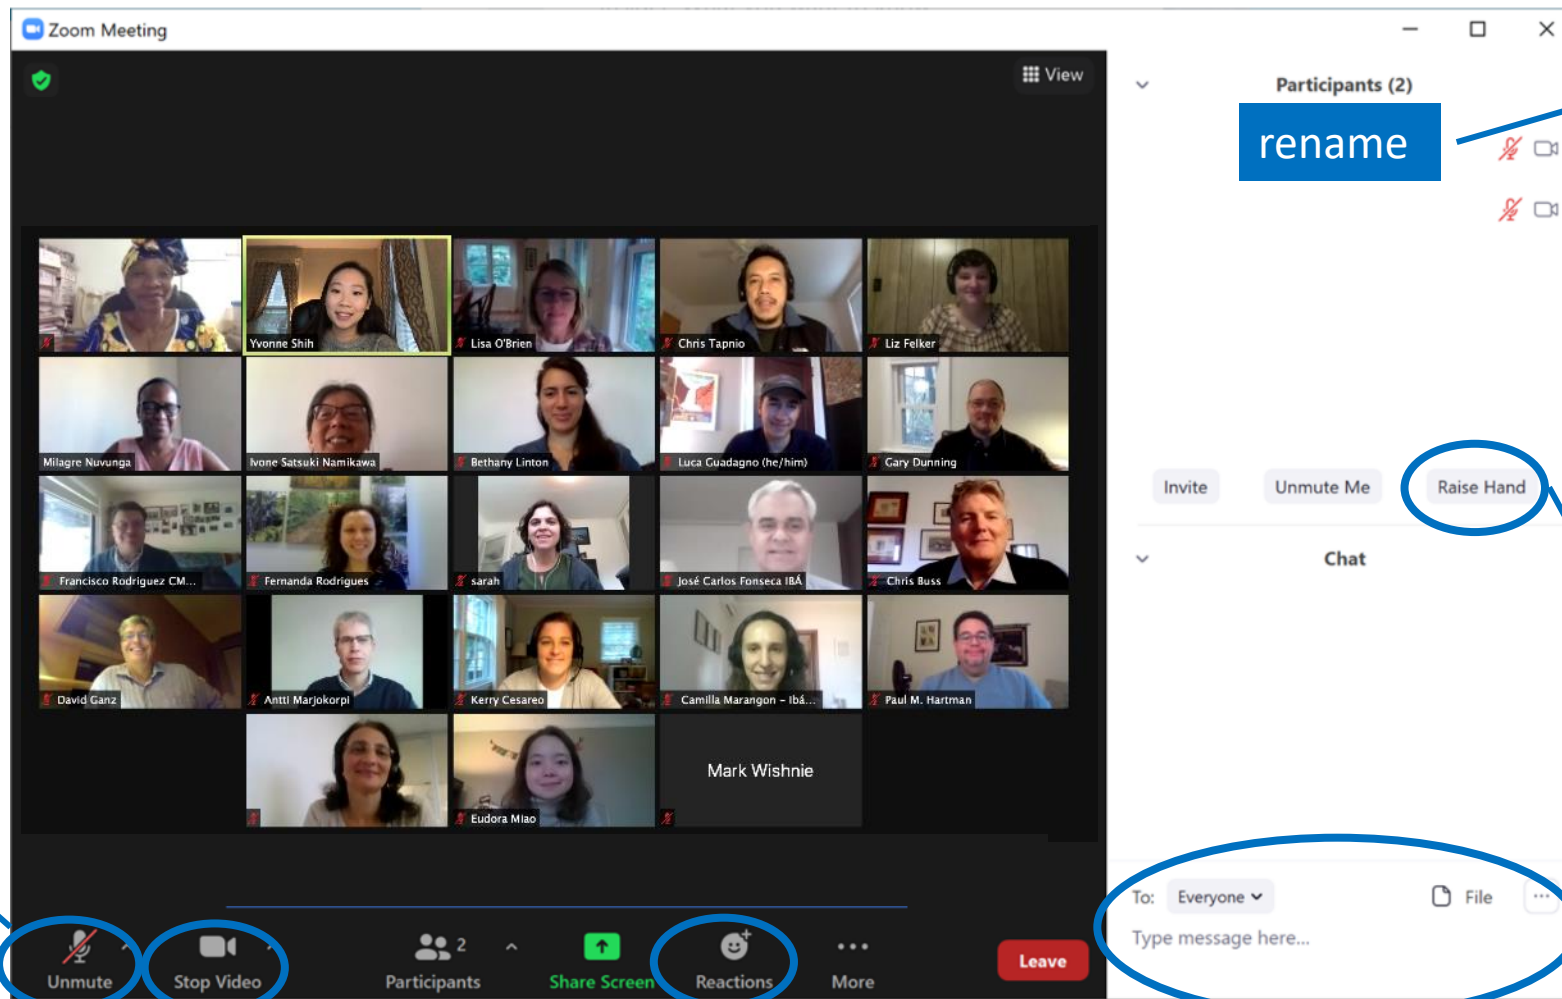 Zoom Meeting
View
Participants (2)
rename
Yvonne Shih
Lisa O'Brien
Chris Tapnio
Liz Felker
Milagre Nuvunga
Ivone Satsuki Namikawa
Bethany Linton
Luca Guadagno (he/him)
Gary Dunning
Invite
Unmute Me
Raise Hand
Francisco Rodriguez CM...
Fernanda Rodrigues
sarah
José Carlos Fonseca IBÁ
Chris Buss
Chat
David Ganz
Antti Marjokorpi
Kerry Cesareo
Camilla Marangon – Ibá...
Paul M. Hartman
Eudora Miao
Mark Wishnie
To: Everyone
File
Type message here...
Unmute
Stop Video
2
Participants
Share Screen
Reactions
More
Leave